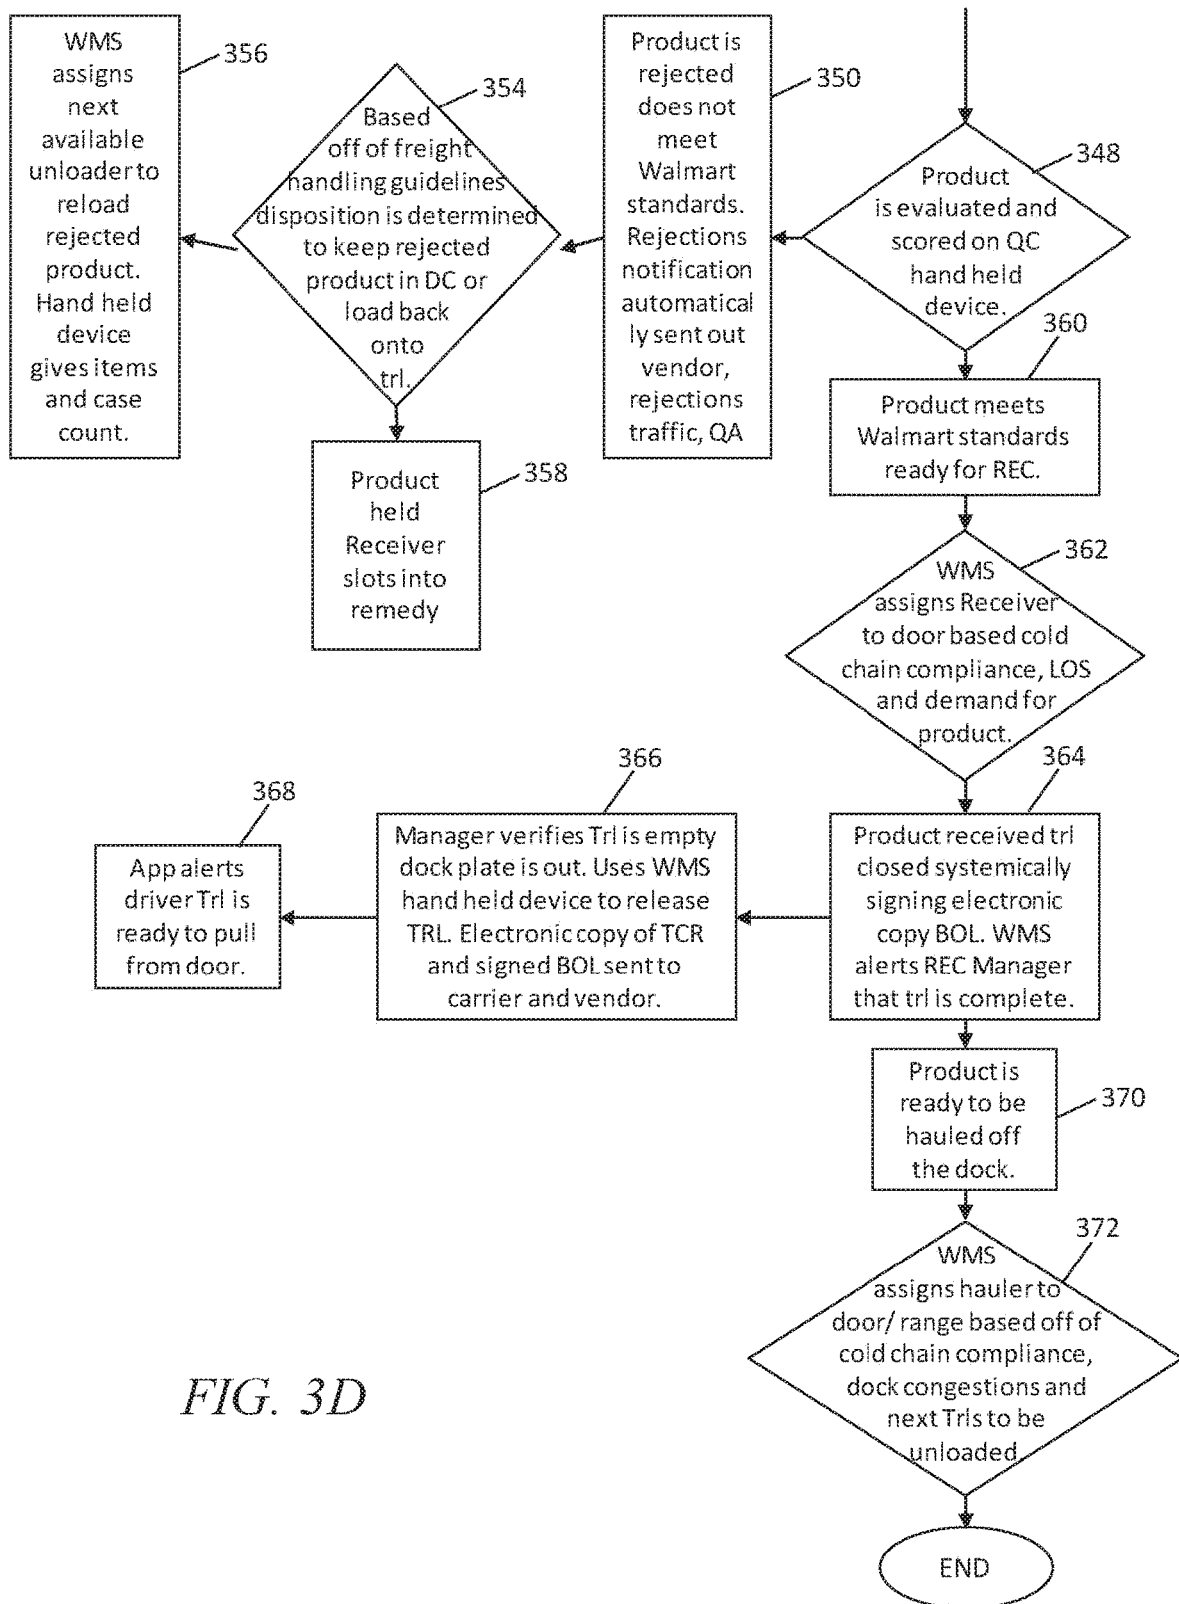 WMS
assigns
next
available
unloader to
reload
rejected
product.
Hand held
device
gives items
and case
count.
356
Based
off of freight
handling guidelines
disposition is determined
to keep rejected
product in DC or
load back
onto
trl.
354
Product
held
Receiver
slots into
remedy
358
Product is
rejected
does not
meet
Walmart
standards.
Rejections
notification
automatical
ly sent out
vendor,
rejections
traffic, QA
350
Product
is evaluated and
scored on QC
hand held
device.
348
360
Product meets
Walmart standards
ready for REC.
362
WMS
assigns Receiver
to door based cold
chain compliance, LOS
and demand for
product.
364
Product received trl
closed systemically
signing electronic
copy BOL. WMS
alerts REC Manager
that trl is complete.
366
Manager verifies Trl is empty
dock plate is out. Uses WMS
hand held device to release
TRL. Electronic copy of TCR
and signed BOL sent to
carrier and vendor.
368
App alerts
driver Trl is
ready to pull
from door.
Product is
ready to be
hauled off
the dock.
370
372
WMS
assigns hauler to
door/ range based off of
cold chain compliance,
dock congestions and
next Trls to be
unloaded.
END
FIG. 3D